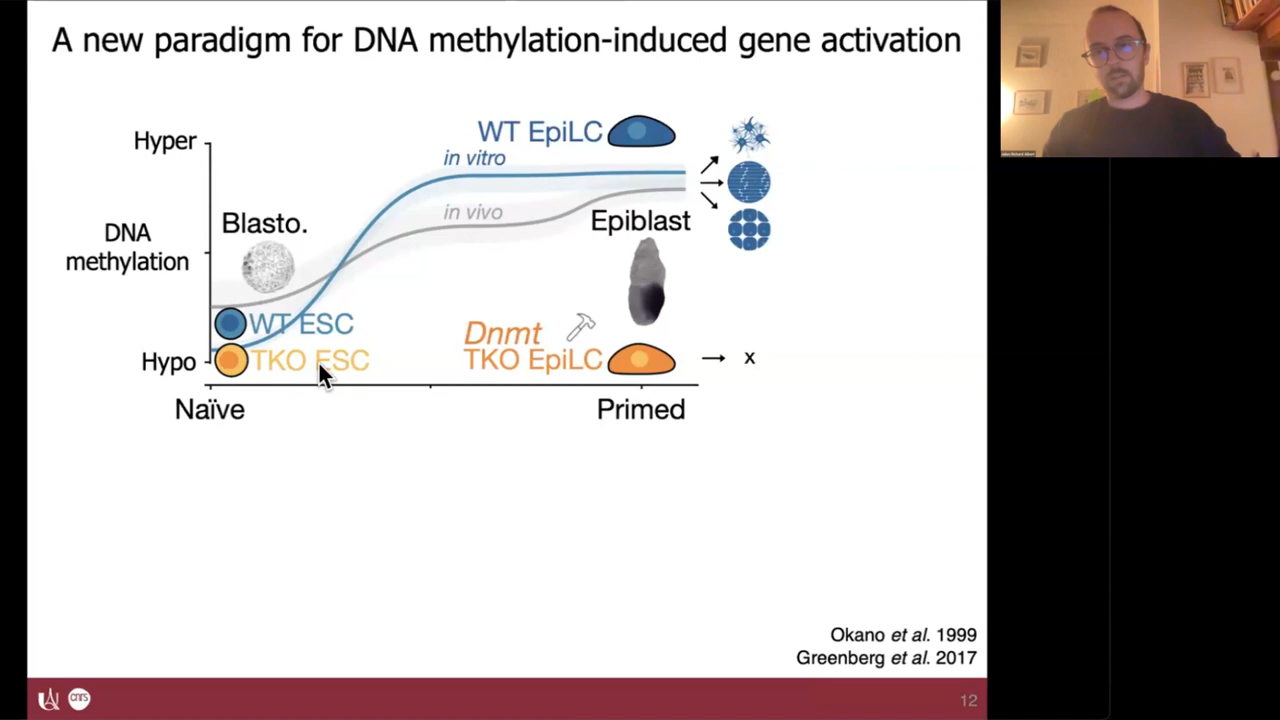 A new paradigm for DNA methylation-induced gene activation
Hyper
WT EpiLC
in vitro
in vivo
Blasto.
Epiblast
DNA
methylation
WT ESC
Dnmt
Hypo
TKO ESC
TKO EpiLC
x
Naïve
Primed
Okano et al. 1999
Greenberg et al. 2017
cnrs
12